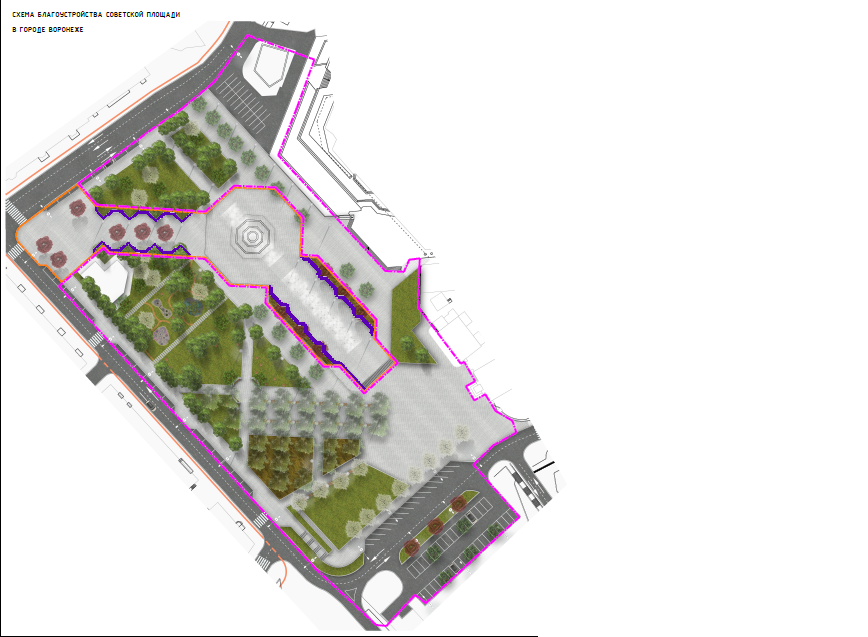 СХЕМА БЛАГОУСТРОЙСТВА СОВЕТСКОЙ ПЛОЩАДИ
В ГОРОДЕ ВОРОНЕЖЕ